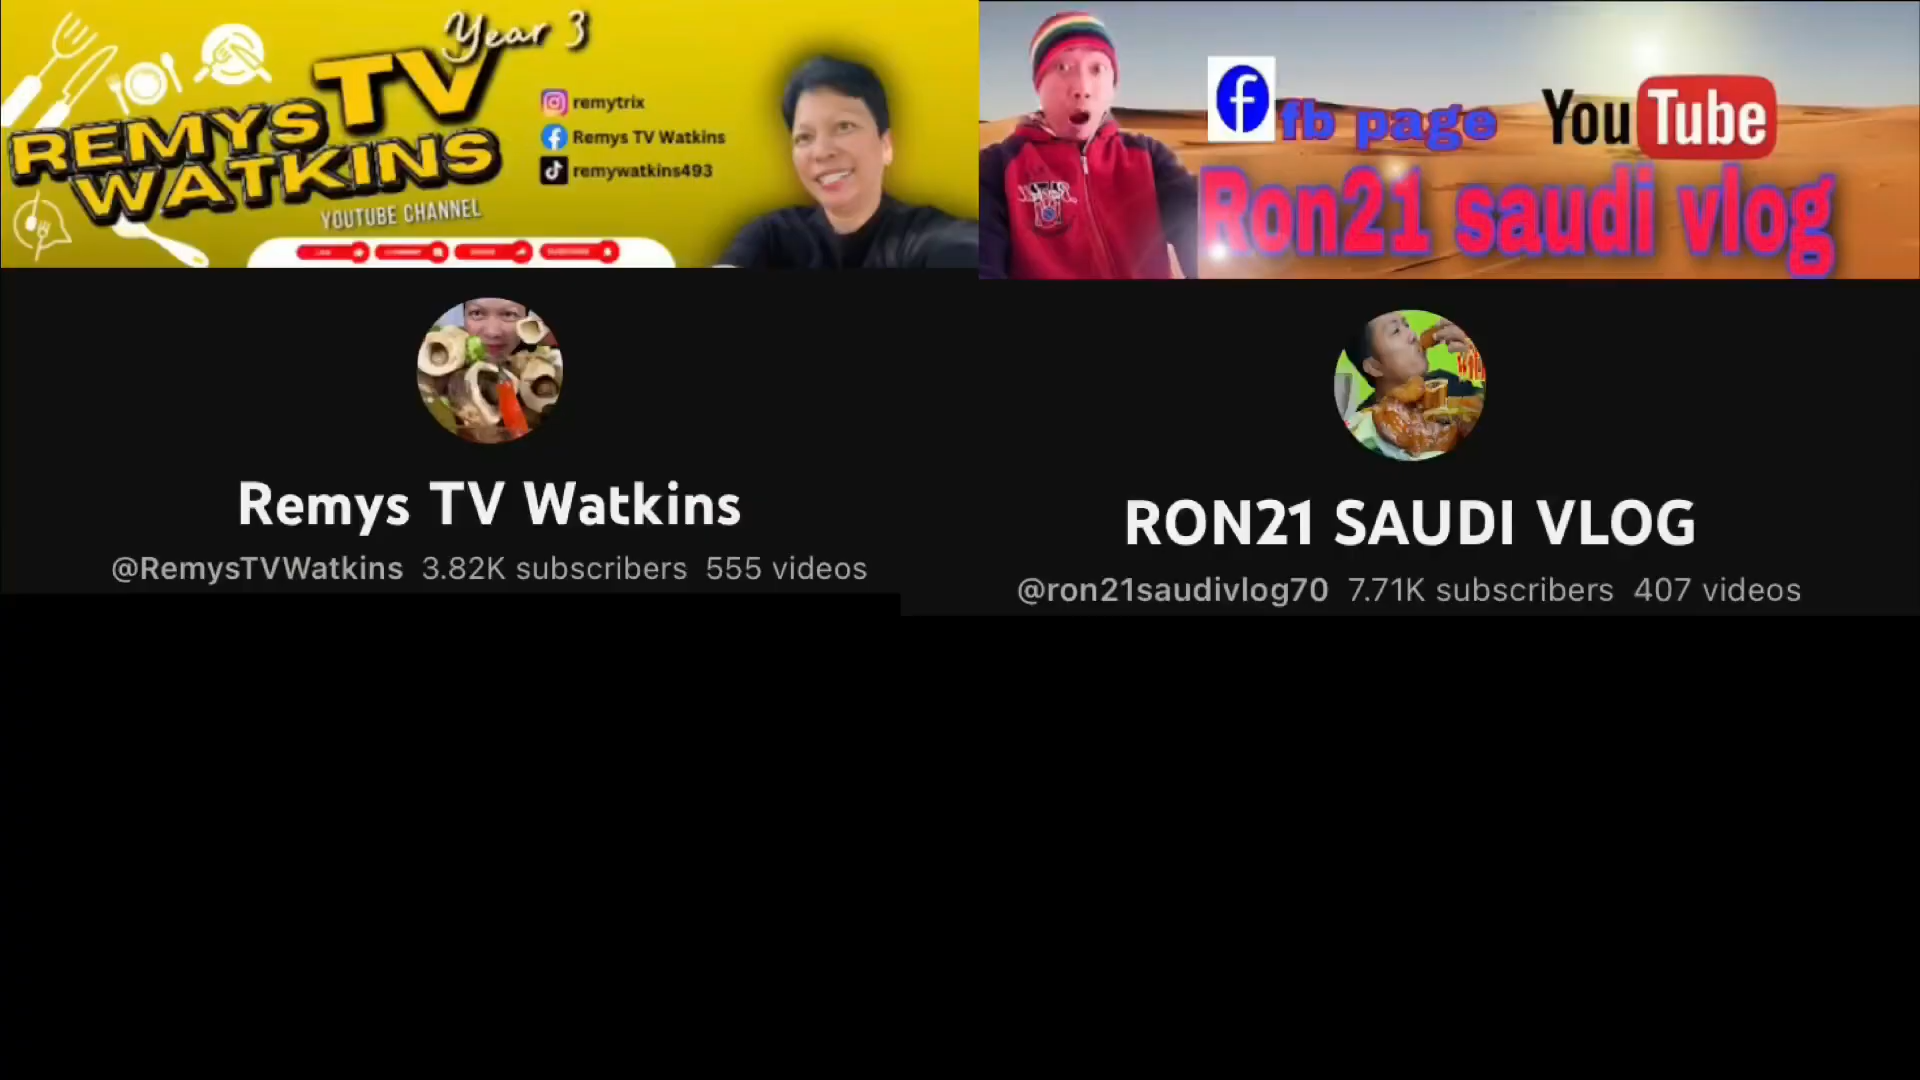 Year 3
REMYS TV
WATKINS
YOUTUBE CHANNEL
remytrix
Remys TV Watkins
remywatkins493
Remys TV Watkins
@RemysTVWatkins 3.82K subscribers 555 videos
f fb page YouTube
Ron21 saudi vlog
RON21 SAUDI VLOG
@ron21saudivlog70 7.71K subscribers 407 videos